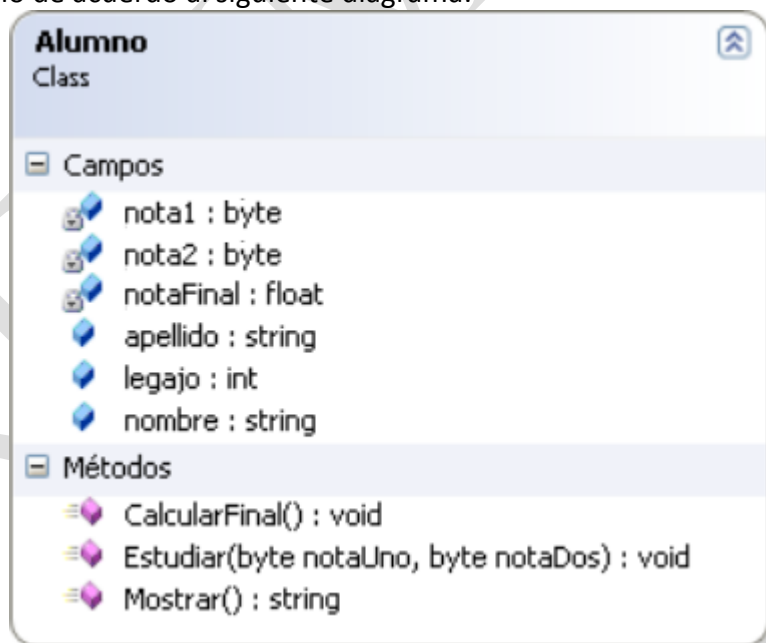 de acuerdo al siguiente diagrama:
Alumno
Class
Campos
nota1 : byte
nota2 : byte
notaFinal : float
apellido : string
legajo : int
nombre : string
Métodos
CalcularFinal() : void
Estudiar(byte notaUno, byte notaDos) : void
Mostrar() : string